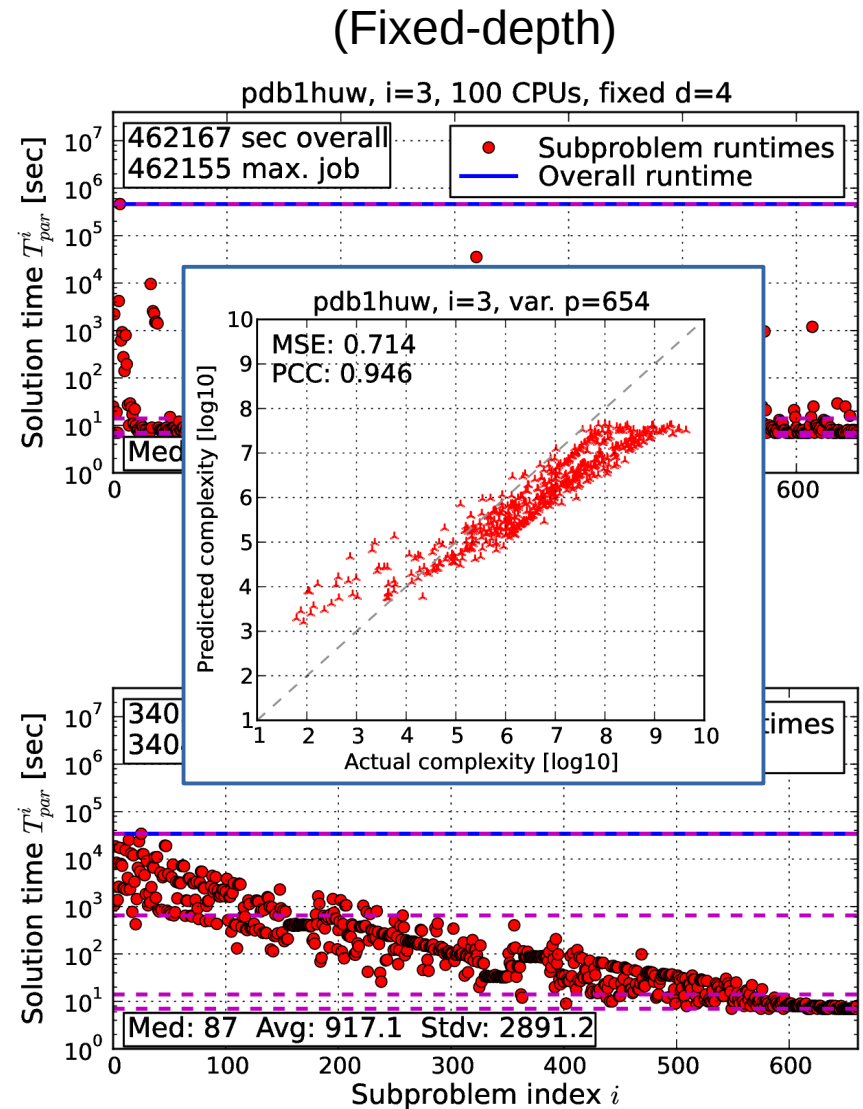 (Fixed-depth)
pdb1huw, i=3, 100 CPUs, fixed d=4
462167 sec overall
462155 max. job
Subproblem runtimes
Overall runtime
Solution time T^i_par [sec]
10^7
10^6
10^5
10^4
10^3
10^2
10^1
10^0
Med
0
600
pdb1huw, i=3, var. p=654
MSE: 0.714
PCC: 0.946
Predicted complexity [log10]
10
9
8
7
6
5
4
3
2
1
1 2 3 4 5 6 7 8 9 10
Actual complexity [log10]
340
340
times
Solution time T^i_par [sec]
10^7
10^6
10^5
10^4
10^3
10^2
10^1
10^0
Med: 87 Avg: 917.1 Stdv: 2891.2
0 100 200 300 400 500 600
Subproblem index i